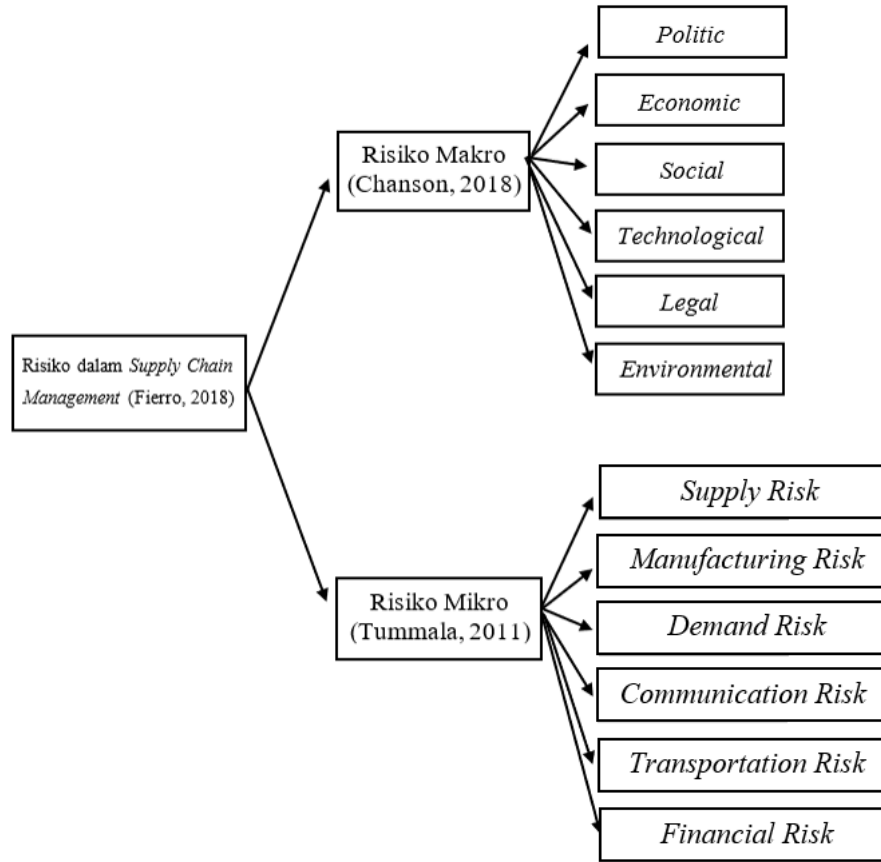 Risiko dalam Supply Chain
Management (Fierro, 2018)
Risiko Makro
(Chanson, 2018)
Politic
Economic
Social
Technological
Legal
Environmental
Risiko Mikro
(Tummala, 2011)
Supply Risk
Manufacturing Risk
Demand Risk
Communication Risk
Transportation Risk
Financial Risk